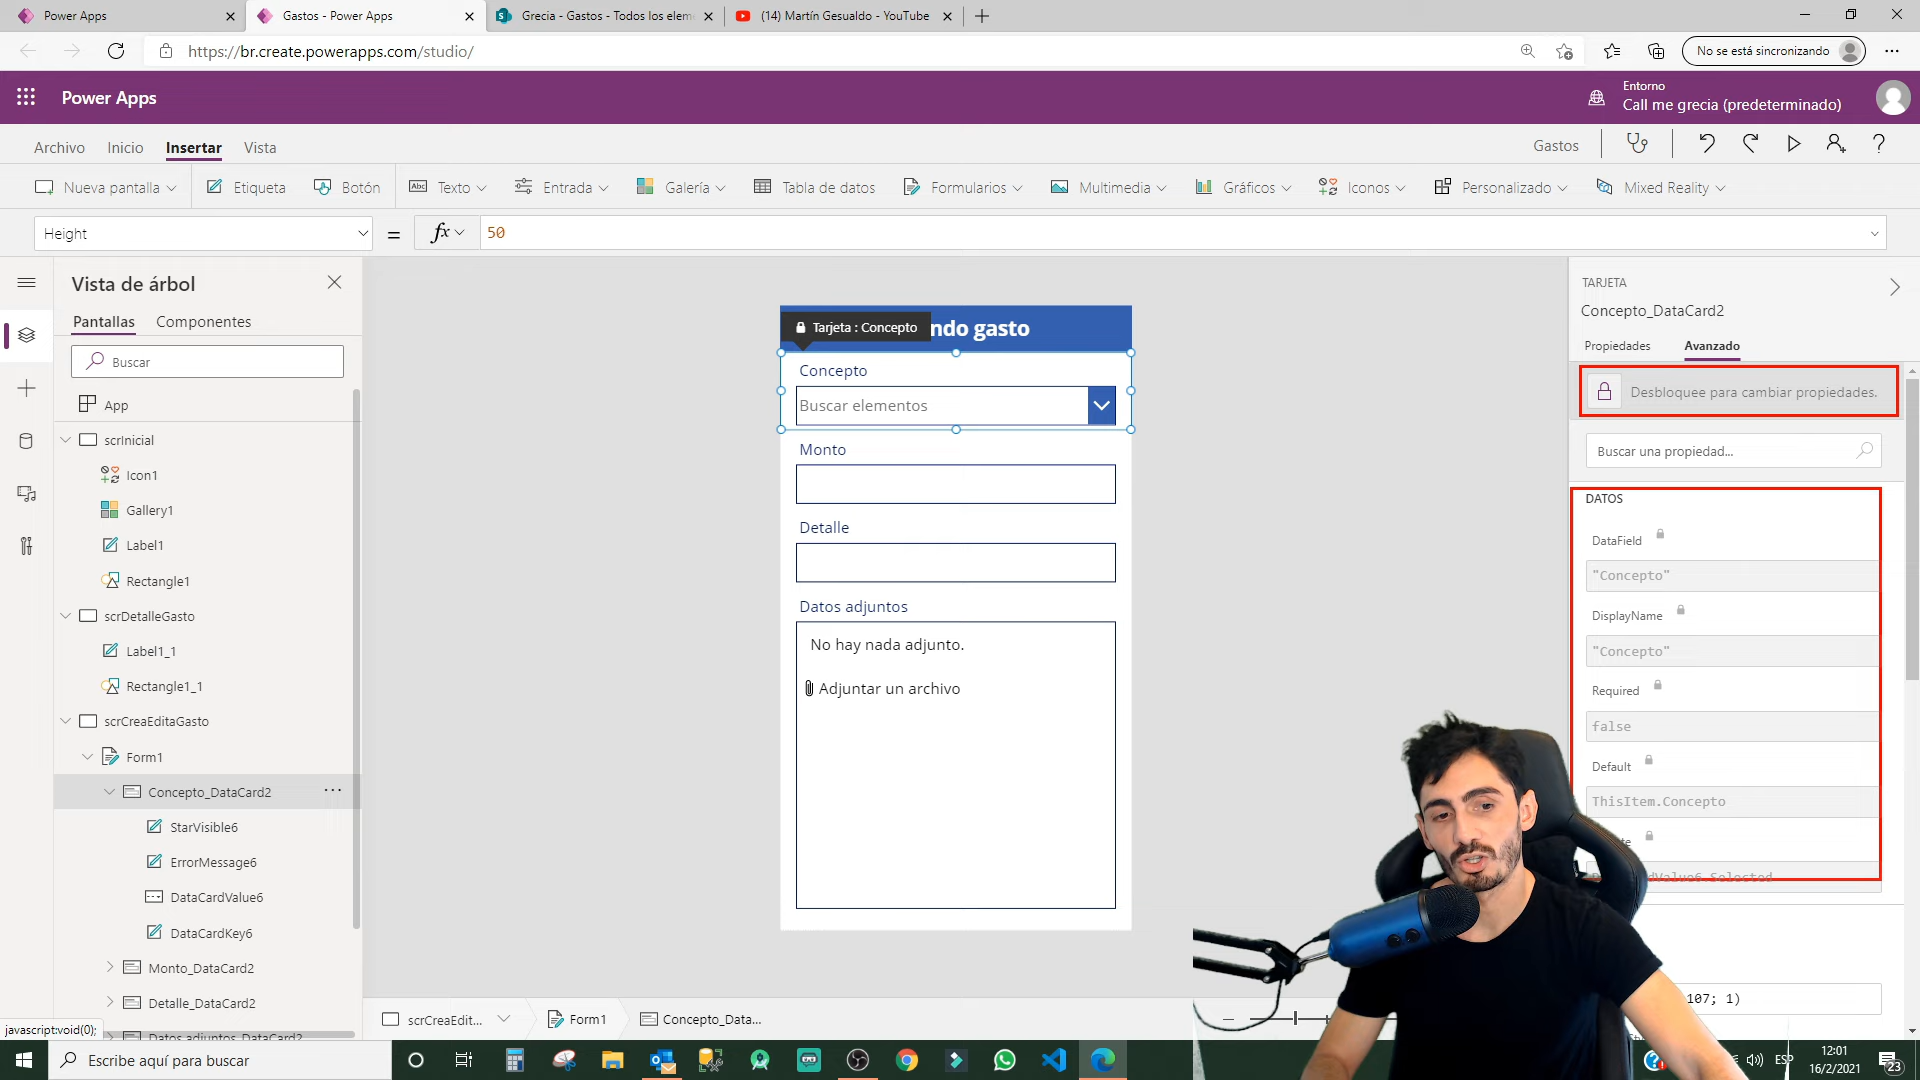 Power Apps
Gastos - Power Apps
Grecia - Gastos - Todos los elem
(14) Martín Gesualdo - YouTube
https://br.create.powerapps.com/studio/
No se está sincronizando
Power Apps
Entorno
Call me grecia (predeterminado)
Archivo Inicio Insertar Vista
Gastos
Nueva pantalla Etiqueta Botón Texto Entrada Galería Tabla de datos Formularios Multimedia Gráficos Iconos Personalizado Mixed Reality
Height = fx 50
Vista de árbol
Pantallas Componentes
Buscar
App
scrInicial
Icon1
Gallery1
Label1
Rectangle1
scrDetalleGasto
Label1_1
Rectangle1_1
scrCreaEditaGasto
Form1
Concepto_DataCard2
StarVisible6
ErrorMessage6
DataCardValue6
DataCardKey6
Monto_DataCard2
Detalle_DataCard2
Datos adjuntos_DataCard2
javascript:void(0);
ndo gasto
Tarjeta : Concepto
Concepto
Buscar elementos
Monto
Detalle
Datos adjuntos
No hay nada adjunto.
Adjuntar un archivo
scrCreaEdit... Form1 Concepto_Data...
TARJETA
Concepto_DataCard2
Propiedades Avanzado
Desbloquee para cambiar propiedades.
Buscar una propiedad...
DATOS
DataField
"Concepto"
DisplayName
"Concepto"
Required
false
Default
ThisItem.Concepto
107; 1)
Escribe aquí para buscar
ESP
12:01
16/2/2021
23